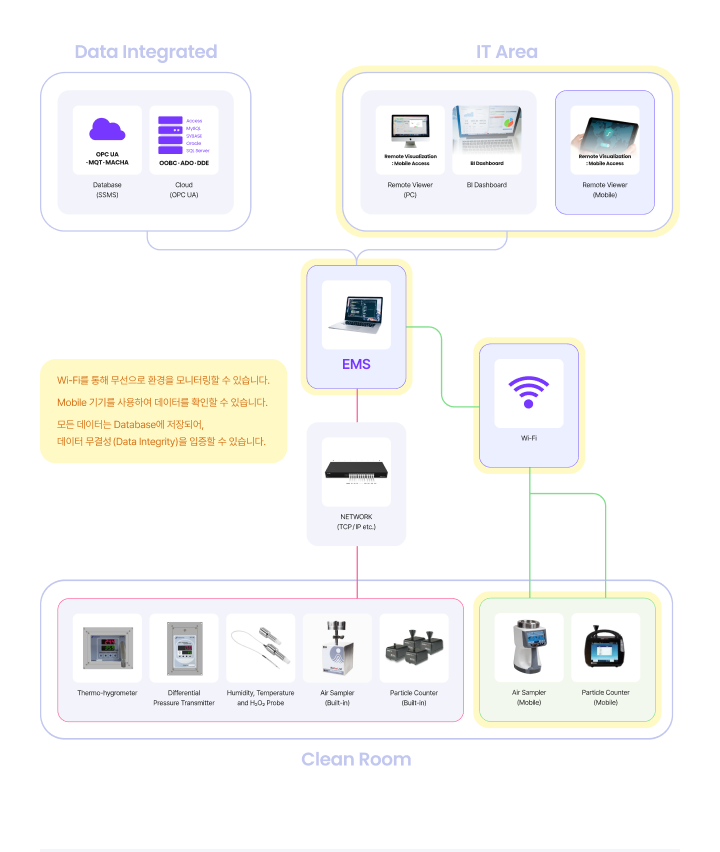 Data Integrated
IT Area
OPC UA
·MQT·MACHA
Access
MySQL
SYBASE
Oracle
SQL Server
OOBC·ADO·DDE
Database
(SSMS)
Cloud
(OPC UA)
Remote Visualization
: Mobile Access
BI Dashboard
Remote Visualization
: Mobile Access
Remote Viewer
(PC)
BI Dashboard
Remote Viewer
(Mobile)
EMS
Wi-Fi를 통해 무선으로 환경을 모니터링할 수 있습니다.
Mobile 기기를 사용하여 데이터를 확인할 수 있습니다.
모든 데이터는 Database에 저장되어,
데이터 무결성 (Data Integrity)을 입증할 수 있습니다.
Wi-Fi
NETWORK
(TCP / IP etc.)
Thermo-hygrometer
Differential
Pressure Transmitter
Humidity, Temperature
and H₂O₂ Probe
Air Sampler
(Built-in)
Particle Counter
(Built-in)
Air Sampler
(Mobile)
Particle Counter
(Mobile)
Clean Room